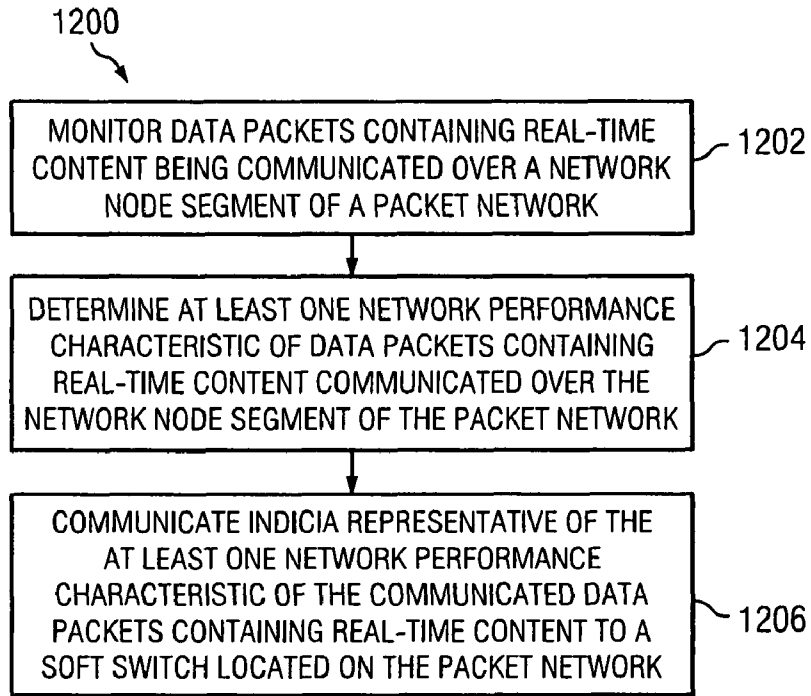 1200
MONITOR DATA PACKETS CONTAINING REAL-TIME
CONTENT BEING COMMUNICATED OVER A NETWORK
NODE SEGMENT OF A PACKET NETWORK
1202
DETERMINE AT LEAST ONE NETWORK PERFORMANCE
CHARACTERISTIC OF DATA PACKETS CONTAINING
REAL-TIME CONTENT COMMUNICATED OVER THE
NETWORK NODE SEGMENT OF THE PACKET NETWORK
1204
COMMUNICATE INDICIA REPRESENTATIVE OF THE
AT LEAST ONE NETWORK PERFORMANCE
CHARACTERISTIC OF THE COMMUNICATED DATA
PACKETS CONTAINING REAL-TIME CONTENT TO A
SOFT SWITCH LOCATED ON THE PACKET NETWORK
1206